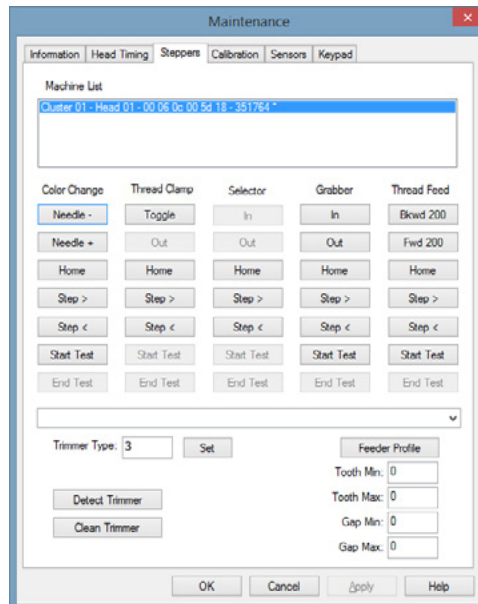 Maintenance
Information Head Timing Steppers Calibration Sensors Keypad
Machine List
Cluster 01 - Head 01 - 00 06 0c 00 5d 18 - 351764 *
Color Change Thread Clamp Selector Grabber Thread Feed
Needle - Toggle In In Bkwd 200
Needle + Out Out Out Fwd 200
Home Home Home Home Home
Step > Step > Step > Step > Step >
Step < Step < Step < Step < Step <
Start Test Start Test Start Test Start Test Start Test
End Test End Test End Test End Test End Test
Trimmer Type: 3 Set Feeder Profile
Tooth Min: 0
Detect Trimmer Tooth Max: 0
Clean Trimmer Gap Min: 0
Gap Max: 0
OK Cancel Apply Help